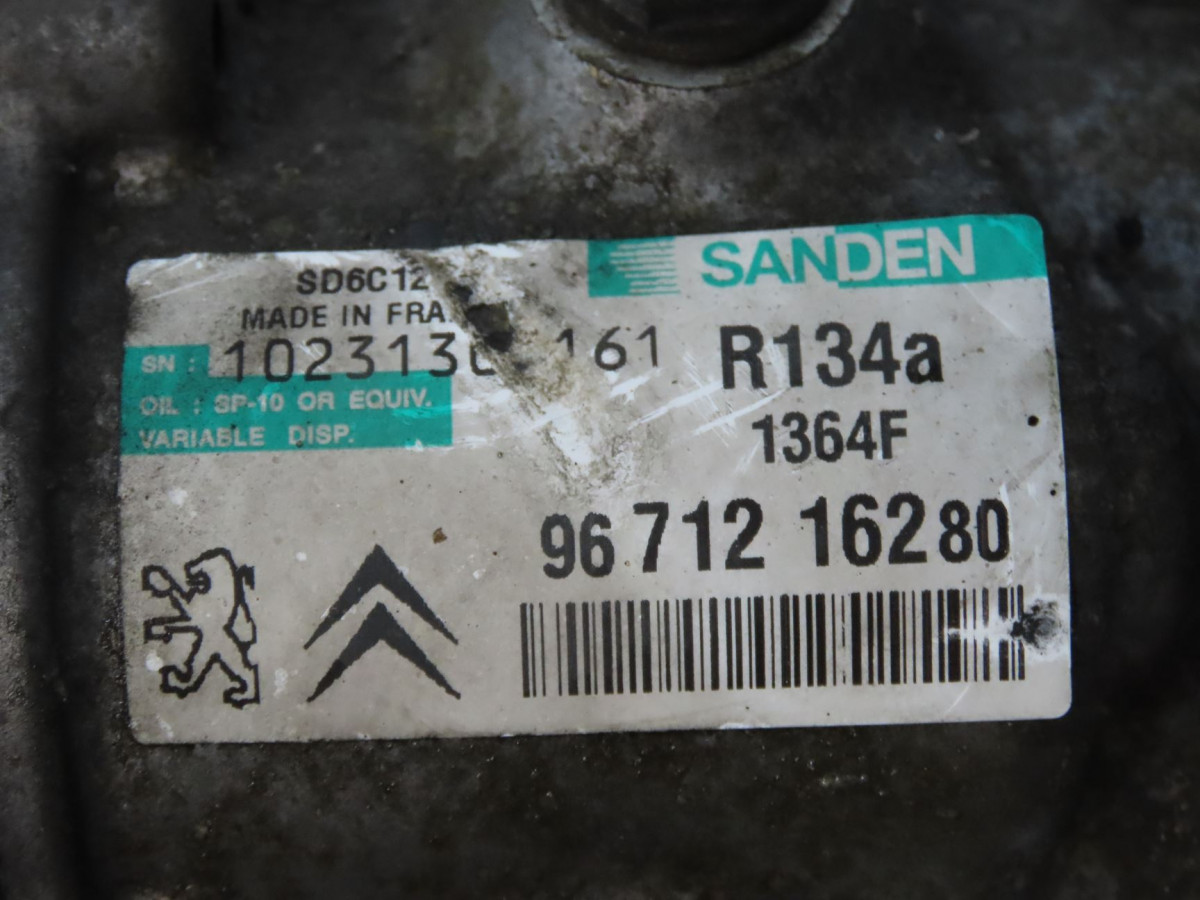 SANDEN
SD6C12
MADE IN FRA
SN : 161
R134a
OIL : SP-10 OR EQUIV.
1364F
VARIABLE DISP.
96 712 162 80